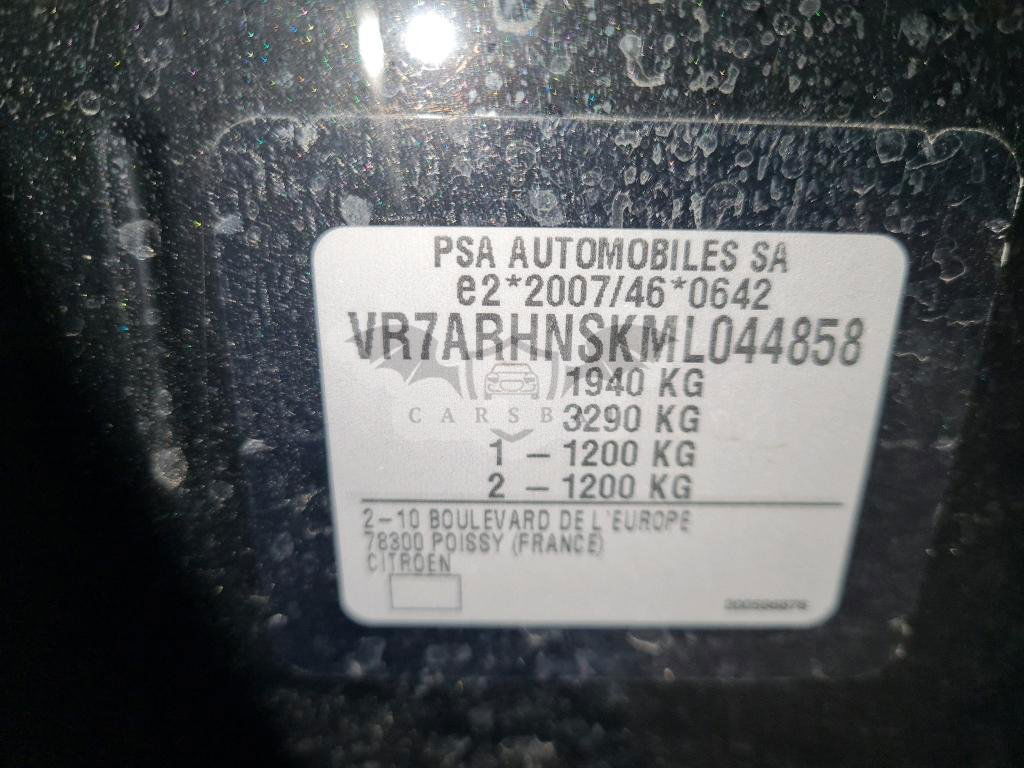 PSA AUTOMOBILES SA
e2*2007/46*0642
VR7ARHNSKML044858
1940 KG
CARSB
3290 KG
1 - 1200 KG
2 - 1200 KG
2-10 BOULEVARD DE L'EUROPE
78300 POISSY (FRANCE)
CITROEN